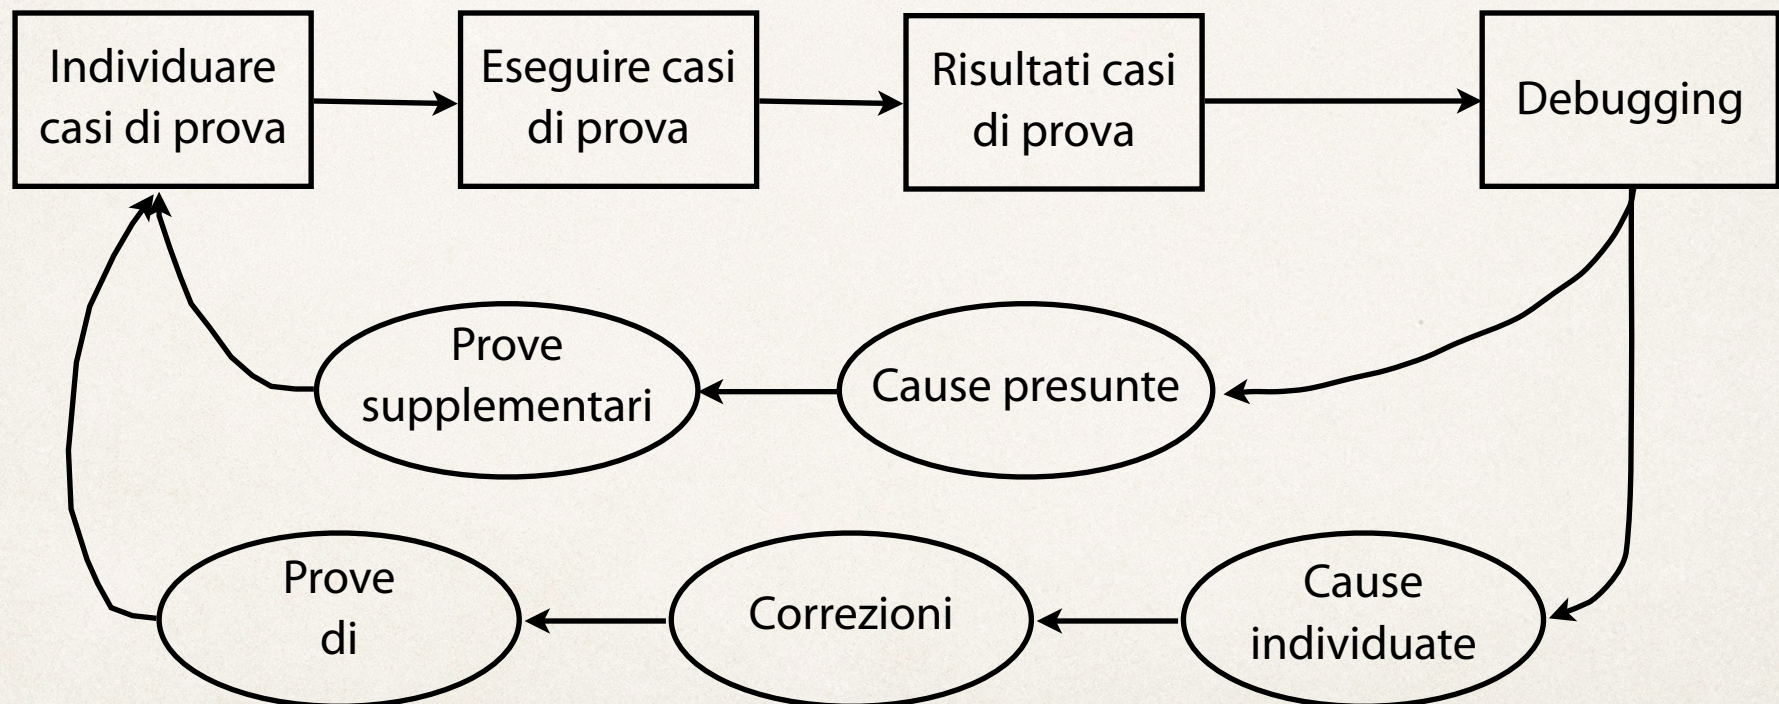 Individuare
casi di prova
Eseguire casi
di prova
Risultati casi
di prova
Debugging
Prove
supplementari
Cause presunte
Prove
di
Correzioni
Cause
individuate